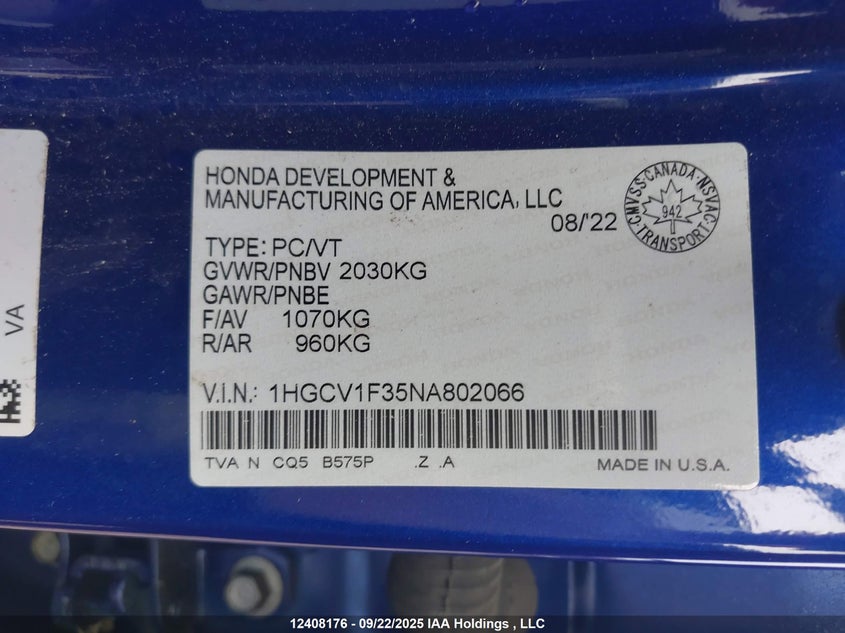 HONDA DEVELOPMENT &
MANUFACTURING OF AMERICA, LLC
08/'22
CMVSS-CANADA-NSVAC
942
TRANSPORT
TYPE: PC/VT
GVWR/PNBV 2030KG
GAWR/PNBE
F/AV 1070KG
R/AR 960KG
V.I.N.: 1HGCV1F35NA802066
TVA N CQ5 B575P .Z .A
MADE IN U.S.A.
VA
12408176 - 09/22/2025 IAA Holdings , LLC